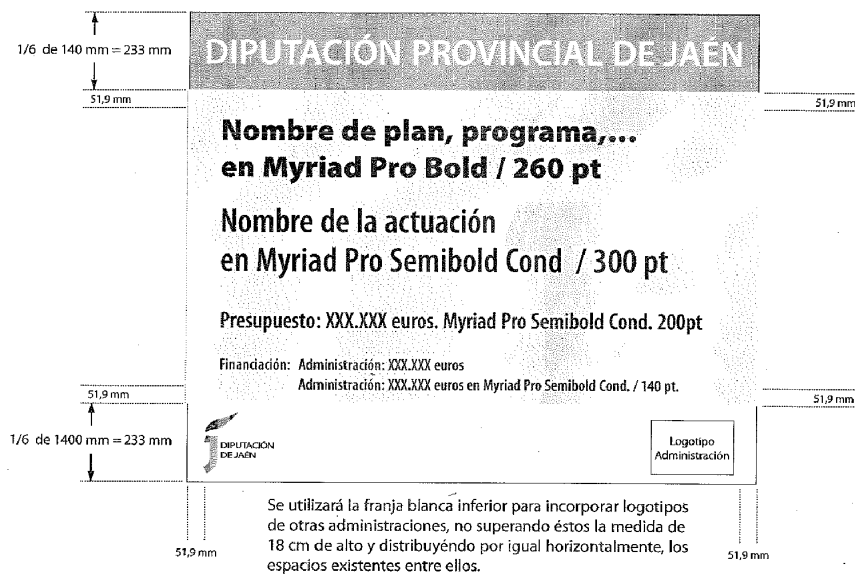 DIPUTACIÓN PROVINCIAL DE JAÉN
1/6 de 140 mm = 233 mm
51,9 mm
51,9 mm
Nombre de plan, programa,...
en Myriad Pro Bold / 260 pt
Nombre de la actuación
en Myriad Pro Semibold Cond / 300 pt
Presupuesto: XXX.XXX euros. Myriad Pro Semibold Cond. 200pt
Financiación: Administración: XXX.XXX euros
Administración: XXX.XXX euros en Myriad Pro Semibold Cond. / 140 pt.
51,9 mm
51,9 mm
1/6 de 1400 mm = 233 mm
DIPUTACIÓN
DE JAÉN
Logotipo
Administración
Se utilizará la franja blanca inferior para incorporar logotipos
de otras administraciones, no superando éstos la medida de
18 cm de alto y distribuyéndo por igual horizontalmente, los
espacios existentes entre ellos.
51,9 mm
51,9 mm